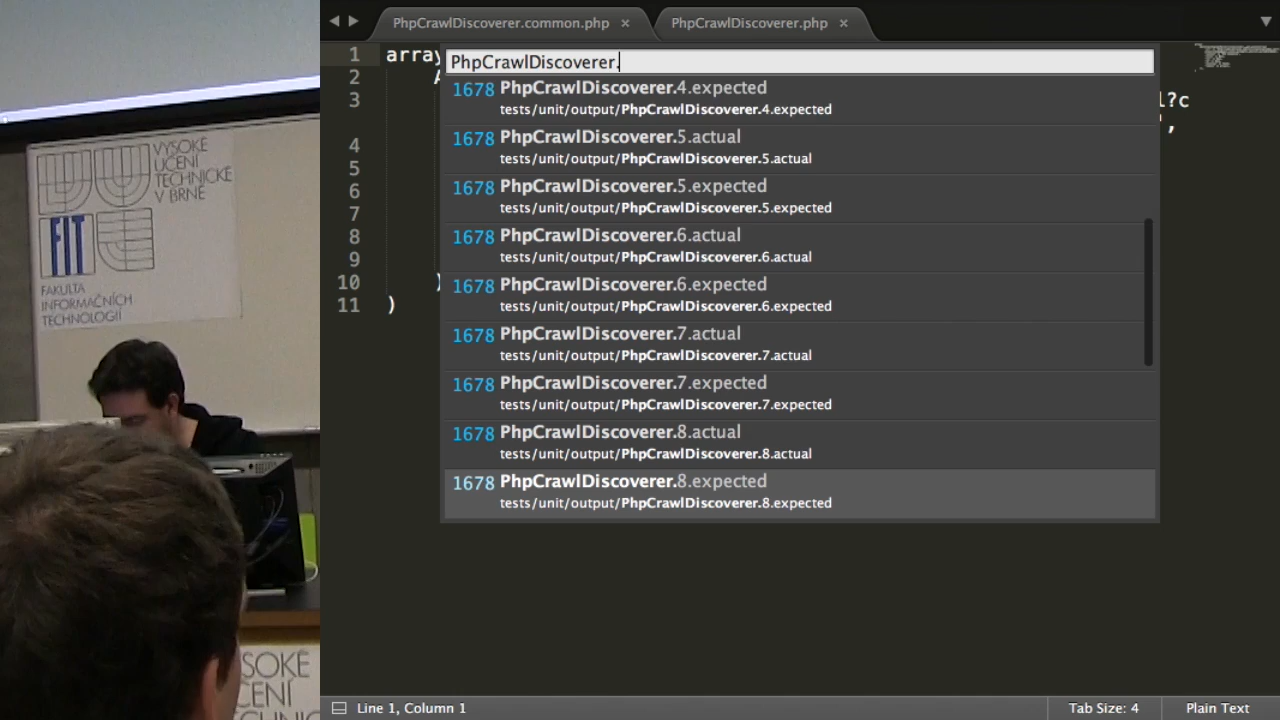 VYSOKÉ
UČENÍ
TECHNICKÉ
V BRNĚ
FIT
FAKULTA
INFORMAČNÍCH
TECHNOLOGIÍ
SOKÉ
ČENÍ
PhpCrawlDiscoverer.common.php ×
PhpCrawlDiscoverer.php ×
1 array
2
3 l?c
',
4
5
6
7
8
9
10 )
11 )
PhpCrawlDiscoverer.
1678 PhpCrawlDiscoverer.4.expected
tests/unit/output/PhpCrawlDiscoverer.4.expected
1678 PhpCrawlDiscoverer.5.actual
tests/unit/output/PhpCrawlDiscoverer.5.actual
1678 PhpCrawlDiscoverer.5.expected
tests/unit/output/PhpCrawlDiscoverer.5.expected
1678 PhpCrawlDiscoverer.6.actual
tests/unit/output/PhpCrawlDiscoverer.6.actual
1678 PhpCrawlDiscoverer.6.expected
tests/unit/output/PhpCrawlDiscoverer.6.expected
1678 PhpCrawlDiscoverer.7.actual
tests/unit/output/PhpCrawlDiscoverer.7.actual
1678 PhpCrawlDiscoverer.7.expected
tests/unit/output/PhpCrawlDiscoverer.7.expected
1678 PhpCrawlDiscoverer.8.actual
tests/unit/output/PhpCrawlDiscoverer.8.actual
1678 PhpCrawlDiscoverer.8.expected
tests/unit/output/PhpCrawlDiscoverer.8.expected
Line 1, Column 1
Tab Size: 4
Plain Text